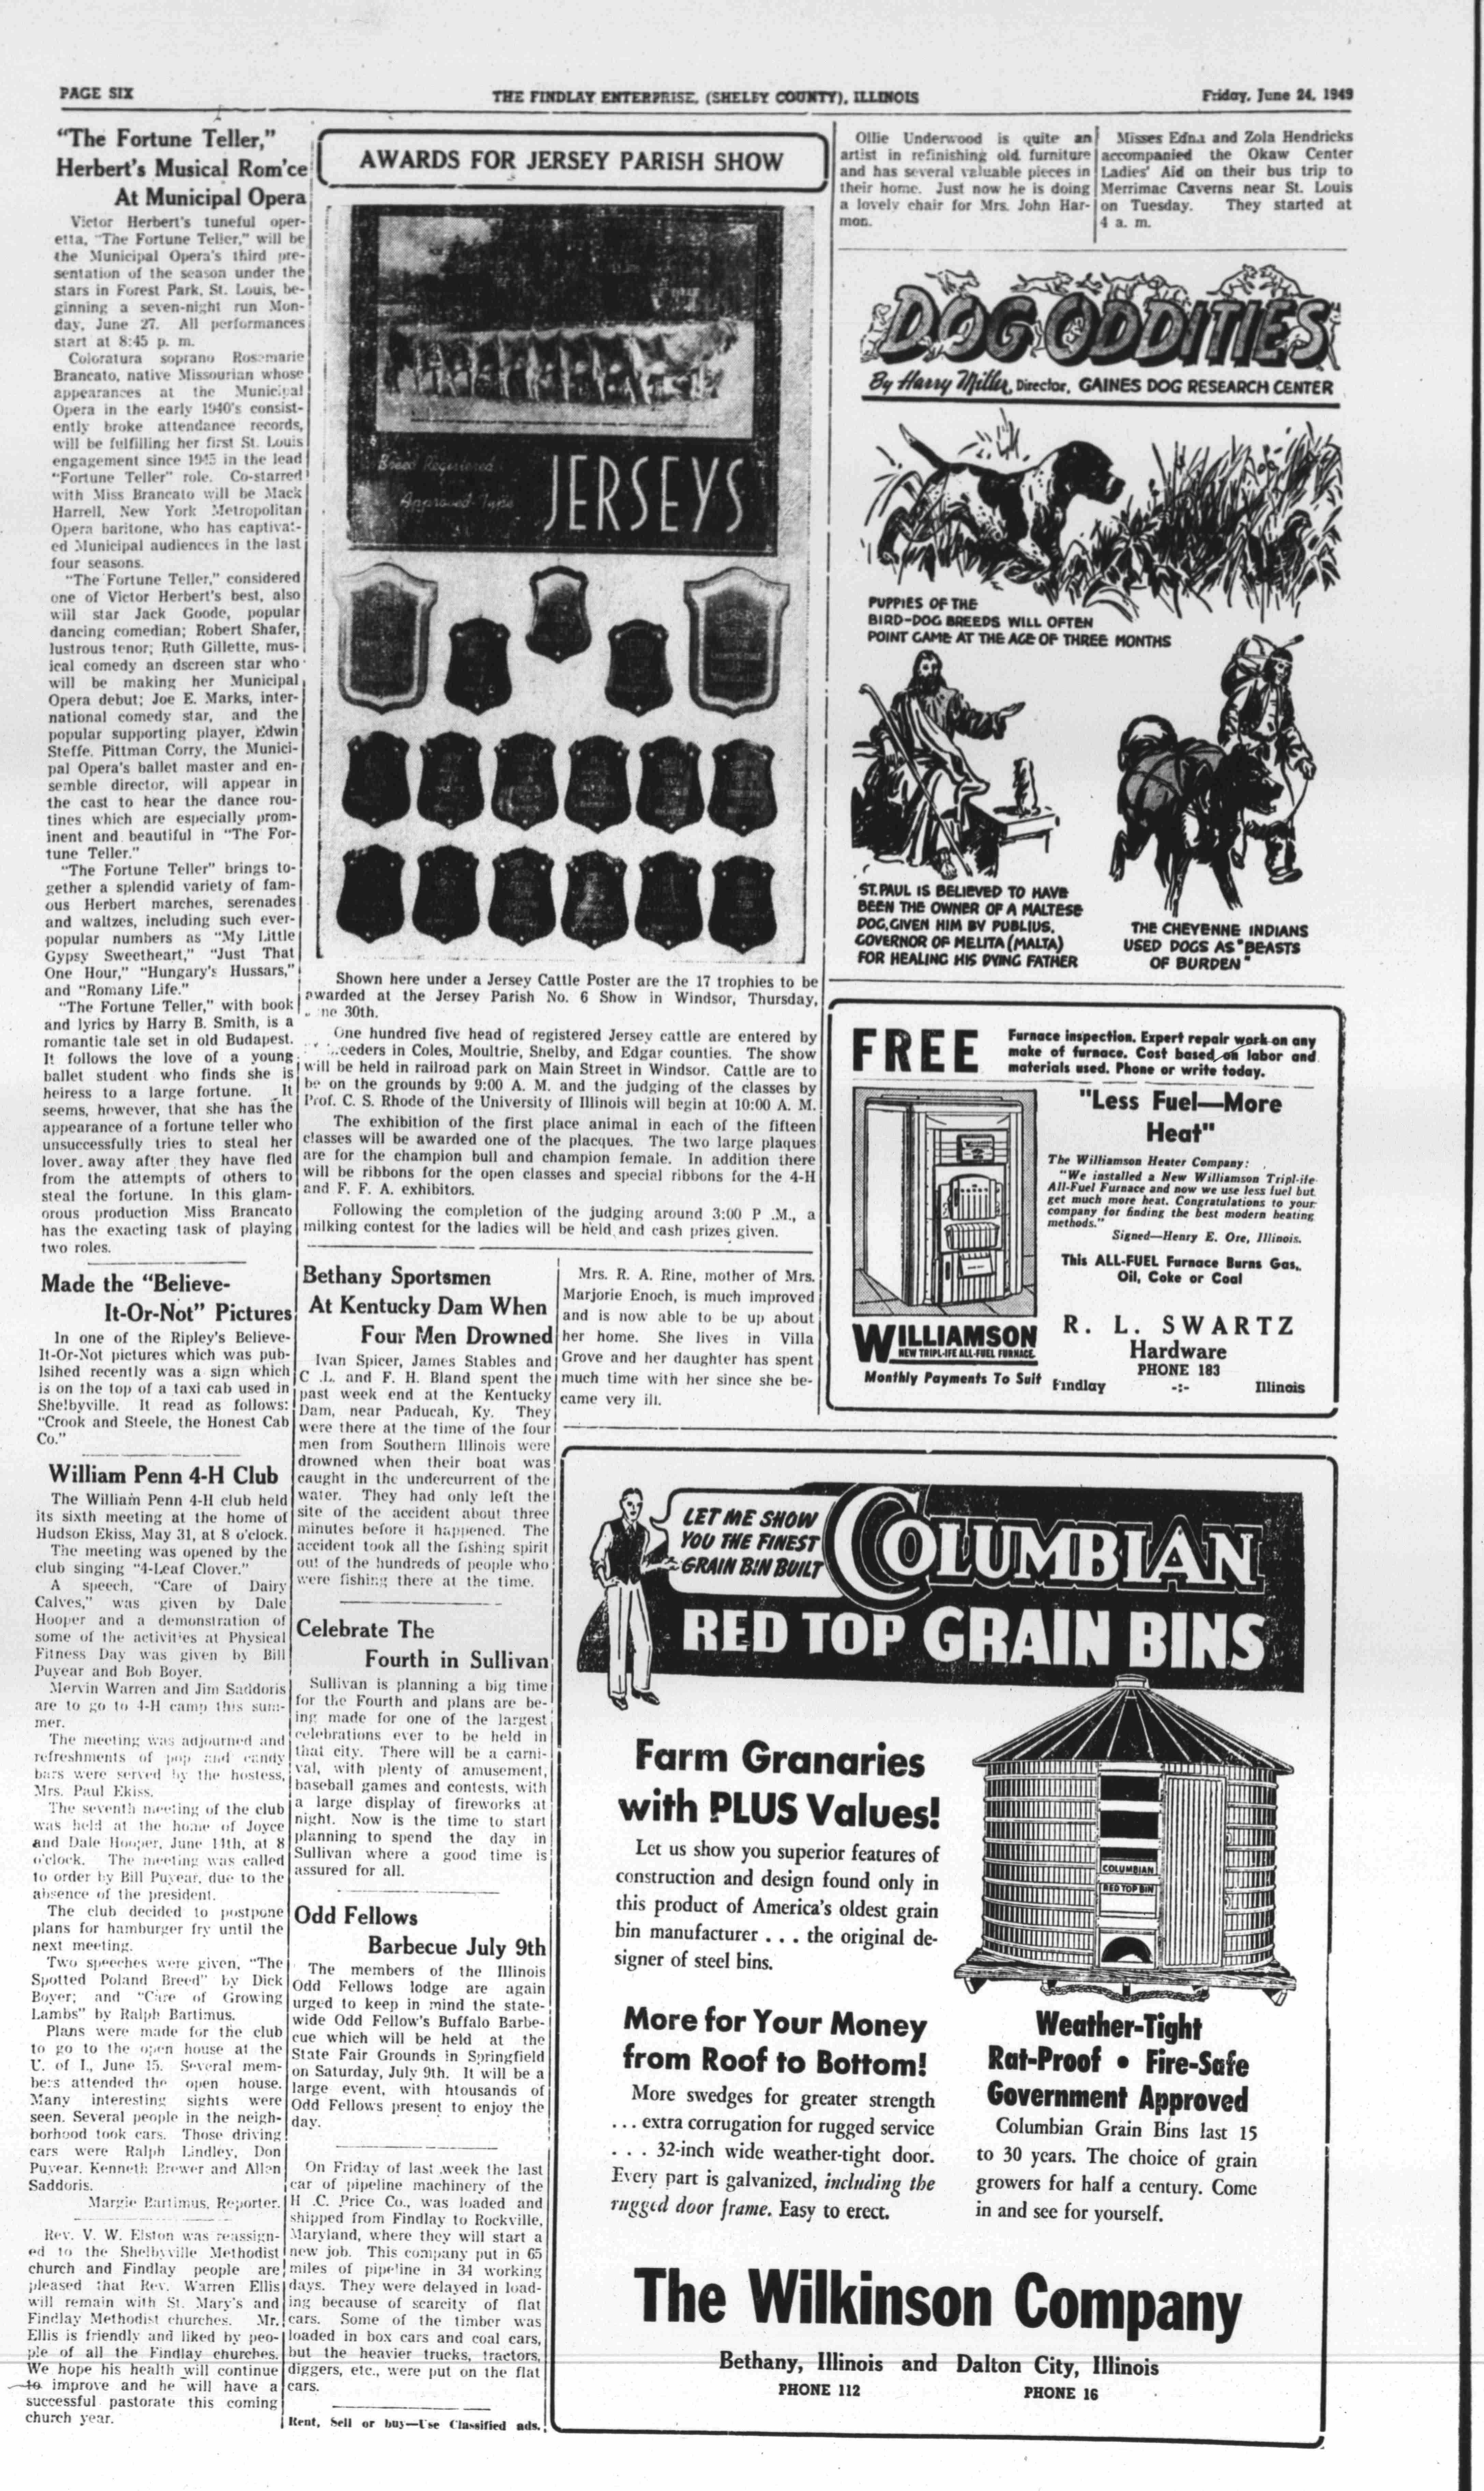 PAGE SIX
THE FINDLAY ENTERPRISE, (SHELBY COUNTY), ILLINOIS
Friday, June 24, 1949
"The Fortune Teller,"
Herbert's Musical Rom'ce
At Municipal Opera
Victor Herbert's tuneful oper-
etta, "The Fortune Teller," will be
the Municipal Opera's third pre-
sentation of the season under the
stars in Forest Park, St. Louis, be-
ginning a seven-night run Mon-
day, June 27. All performances
start at 8:45 p. m.
Coloratura soprano Rosemarie
Brancato, native Missourian whose
appearances at the Municipal
Opera in the early 1940's consist-
ently broke attendance records,
will be fulfilling her first St. Louis
engagement since 1945 in the lead
"Fortune Teller" role. Co-starred
with Miss Brancato will be Mack
Harrell, New York Metropolitan
Opera baritone, who has captivat-
ed Municipal audiences in the last
four seasons.
"The Fortune Teller," considered
one of Victor Herbert's best, also
will star Jack Goode, popular
dancing comedian; Robert Shafer,
lustrous tenor; Ruth Gillette, mus-
ical comedy an dscreen star who
will be making her Municipal
Opera debut; Joe E. Marks, inter-
national comedy star, and the
popular supporting player, Edwin
Steffe. Pittman Corry, the Munici-
pal Opera's ballet master and en-
semble director, will appear in
the cast to hear the dance rou-
tines which are especially prom-
inent and beautiful in "The For-
tune Teller."
"The Fortune Teller" brings to-
gether a splendid variety of fam-
ous Herbert marches, serenades
and waltzes, including such ever-
popular numbers as "My Little
Gypsy Sweetheart," "Just That
One Hour," "Hungary's Hussars,"
and "Romany Life."
"The Fortune Teller," with book
and lyrics by Harry B. Smith, is a
romantic tale set in old Budapest.
It follows the love of a young
ballet student who finds she is
heiress to a large fortune. It
seems, however, that she has the
appearance of a fortune teller who
unsuccessfully tries to steal her
lover away after they have fled
from the attempts of others to
steal the fortune. In this glam-
orous production Miss Brancato
has the exacting task of playing
two roles.
Made the "Believe-
It-Or-Not" Pictures
In one of the Ripley's Believe-
It-Or-Not pictures which was pub-
lsihed recently was a sign which
is on the top of a taxi cab used in
Shelbyville. It read as follows:
"Crook and Steele, the Honest Cab
Co."
William Penn 4-H Club
The William Penn 4-H club held
its sixth meeting at the home of
Hudson Ekiss, May 31, at 8 o'clock.
The meeting was opened by the
club singing "4-Leaf Clover."
A speech, "Care of Dairy
Calves," was given by Dale
Hooper and a demonstration of
some of the activities at Physical
Fitness Day was given by Bill
Puyear and Bob Boyer.
Mervin Warren and Jim Saddoris
are to go to 4-H camp this sum-
mer.
The meeting was adjourned and
refreshments of pop and candy
bars were served by the hostess,
Mrs. Paul Ekiss.
The seventh meeting of the club
was held at the home of Joyce
and Dale Hooper, June 14th, at 8
o'clock. The meeting was called
to order by Bill Puyear, due to the
absence of the president.
The club decided to postpone
plans for hamburger fry until the
next meeting.
Two speeches were given, "The
Spotted Poland Breed" by Dick
Boyer; and "Care of Growing
Lambs" by Ralph Bartimus.
Plans were made for the club
to go to the open house at the
U. of I., June 15. Several mem-
bers attended the open house.
Many interesting sights were
seen. Several people in the neigh-
borhood took cars. Those driving
cars were Ralph Lindley, Don
Puyear, Kenneth Brewer and Allen
Saddoris.
Margie Bartimus, Reporter.
Rev. V. W. Elston was reassign-
ed to the Shelbyville Methodist
church and Findlay people are
pleased that Rev. Warren Ellis
will remain with St. Mary's and
Findlay Methodist churches. Mr.
Ellis is friendly and liked by peo-
ple of all the Findlay churches.
We hope his health will continue
to improve and he will have a
successful pastorate this coming
church year.
AWARDS FOR JERSEY PARISH SHOW
Breed Registered
Approved-Type
JERSEYS
Shown here under a Jersey Cattle Poster are the 17 trophies to be
awarded at the Jersey Parish No. 6 Show in Windsor, Thursday,
ne 30th.
One hundred five head of registered Jersey cattle are entered by
eeders in Coles, Moultrie, Shelby, and Edgar counties. The show
will be held in railroad park on Main Street in Windsor. Cattle are to
be on the grounds by 9:00 A. M. and the judging of the classes by
Prof. C. S. Rhode of the University of Illinois will begin at 10:00 A. M.
The exhibition of the first place animal in each of the fifteen
classes will be awarded one of the placques. The two large plaques
are for the champion bull and champion female. In addition there
will be ribbons for the open classes and special ribbons for the 4-H
and F. F. A. exhibitors.
Following the completion of the judging around 3:00 P .M., a
milking contest for the ladies will be held and cash prizes given.
Bethany Sportsmen
At Kentucky Dam When
Four Men Drowned
Ivan Spicer, James Stables and
C .L. and F. H. Bland spent the
past week end at the Kentucky
Dam, near Paducah, Ky. They
were there at the time of the four
men from Southern Illinois were
drowned when their boat was
caught in the undercurrent of the
water. They had only left the
site of the accident about three
minutes before it happened. The
accident took all the fishing spirit
out of the hundreds of people who
were fishing there at the time.
Celebrate The
Fourth in Sullivan
Sullivan is planning a big time
for the Fourth and plans are be-
ing made for one of the largest
celebrations ever to be held in
that city. There will be a carni-
val, with plenty of amusement,
baseball games and contests, with
a large display of fireworks at
night. Now is the time to start
planning to spend the day in
Sullivan where a good time is
assured for all.
Odd Fellows
Barbecue July 9th
The members of the Illinois
Odd Fellows lodge are again
urged to keep in mind the state-
wide Odd Fellow's Buffalo Barbe-
cue which will be held at the
State Fair Grounds in Springfield
on Saturday, July 9th. It will be a
large event, with htousands of
Odd Fellows present to enjoy the
day.
On Friday of last week the last
car of pipeline machinery of the
H .C. Price Co., was loaded and
shipped from Findlay to Rockville,
Maryland, where they will start a
new job. This company put in 65
miles of pipeline in 34 working
days. They were delayed in load-
ing because of scarcity of flat
cars. Some of the timber was
loaded in box cars and coal cars,
but the heavier trucks, tractors,
diggers, etc., were put on the flat
cars.
Rent, Sell or buy—Use Classified ads.
Mrs. R. A. Rine, mother of Mrs.
Marjorie Enoch, is much improved
and is now able to be up about
her home. She lives in Villa
Grove and her daughter has spent
much time with her since she be-
came very ill.
Ollie Underwood is quite an
artist in refinishing old furniture
and has several valuable pieces in
their home. Just now he is doing
a lovely chair for Mrs. John Har-
mon.
Misses Edna and Zola Hendricks
accompanied the Okaw Center
Ladies' Aid on their bus trip to
Merrimac Caverns near St. Louis
on Tuesday. They started at
4 a. m.
DOG ODDITIES
By Harry Miller, Director, GAINES DOG RESEARCH CENTER
PUPPIES OF THE
BIRD-DOG BREEDS WILL OFTEN
POINT GAME AT THE AGE OF THREE MONTHS
ST. PAUL IS BELIEVED TO HAVE
BEEN THE OWNER OF A MALTESE
DOG, GIVEN HIM BY PUBLIUS,
GOVERNOR OF MELITA (MALTA)
FOR HEALING HIS DYING FATHER
THE CHEYENNE INDIANS
USED DOGS AS "BEASTS
OF BURDEN"
FREE
Furnace inspection. Expert repair work on any
make of furnace. Cost based on labor and
materials used. Phone or write today.
"Less Fuel—More
Heat"
The Williamson Heater Company:
"We installed a New Williamson Tripl-ife
All-Fuel Furnace and now we use less fuel but
get much more heat. Congratulations to your
company for finding the best modern heating
methods."
Signed—Henry E. Ore, Illinois.
This ALL-FUEL Furnace Burns Gas,
Oil, Coke or Coal
WILLIAMSON
NEW TRIPL-IFE ALL-FUEL FURNACE
Monthly Payments To Suit
R. L. SWARTZ
Hardware
PHONE 183
Findlay -:- Illinois
LET ME SHOW
YOU THE FINEST
GRAIN BIN BUILT
COLUMBIAN
RED TOP GRAIN BINS
Farm Granaries
with PLUS Values!
Let us show you superior features of
construction and design found only in
this product of America's oldest grain
bin manufacturer . . . the original de-
signer of steel bins.
COLUMBIAN
RED TOP BIN
More for Your Money
from Roof to Bottom!
More swedges for greater strength
. . . extra corrugation for rugged service
. . . 32-inch wide weather-tight door.
Every part is galvanized, including the
rugged door frame. Easy to erect.
Weather-Tight
Rat-Proof • Fire-Safe
Government Approved
Columbian Grain Bins last 15
to 30 years. The choice of grain
growers for half a century. Come
in and see for yourself.
The Wilkinson Company
Bethany, Illinois and Dalton City, Illinois
PHONE 112
PHONE 16